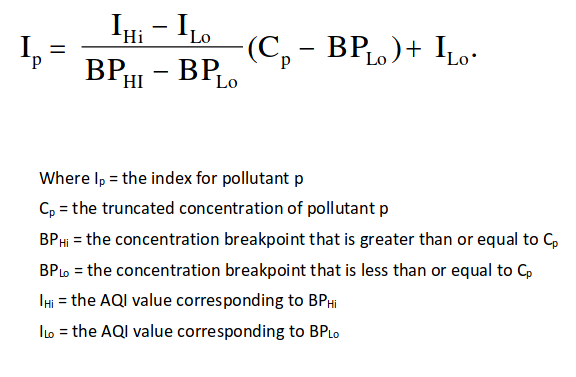 I_p = \frac{I_{Hi} − I_{Lo}}{BP_{HI} − BP_{Lo}} (C_p − BP_{Lo}) + I_{Lo}.
Where I_p = the index for pollutant p
C_p = the truncated concentration of pollutant p
BP_{Hi} = the concentration breakpoint that is greater than or equal to C_p
BP_{Lo} = the concentration breakpoint that is less than or equal to C_p
I_{Hi} = the AQI value corresponding to BP_{Hi}
I_{Lo} = the AQI value corresponding to BP_{Lo}